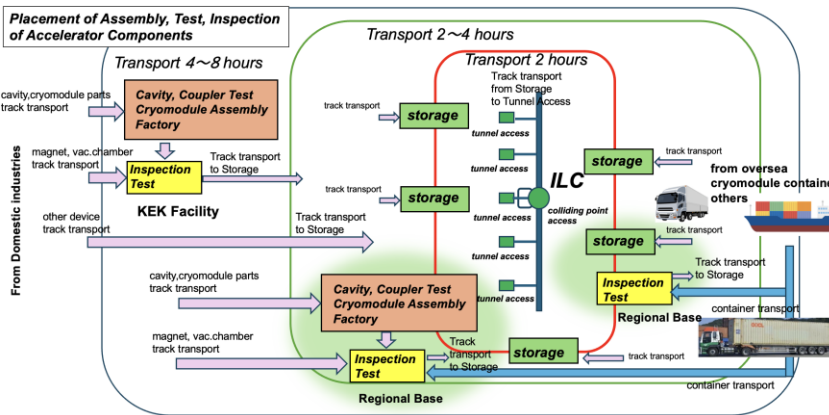 Placement of Assembly, Test, Inspection
of Accelerator Components
Transport 4～8 hours
Transport 2～4 hours
Transport 2 hours
From Domestic industries
cavity,cryomodule parts
track transport
Cavity, Coupler Test
Cryomodule Assembly
Factory
magnet, vac.chamber
track transport
Inspection
Test
Track transport
to Storage
KEK Facility
other device
track transport
Track transport
to Storage
track transport
storage
track transport
storage
Track transport
from Storage
to Tunnel Access
tunnel access
tunnel access
tunnel access
tunnel access
tunnel access
ILC
colliding point
access
storage
track transport
from oversea
cryomodule container
others
storage
track transport
Inspection
Test
Track transport
to Storage
Regional Base
container transport
cavity,cryomodule parts
track transport
Cavity, Coupler Test
Cryomodule Assembly
Factory
magnet, vac.chamber
track transport
Inspection
Test
Track
transport
to Storage
Regional Base
storage
track transport
container transport